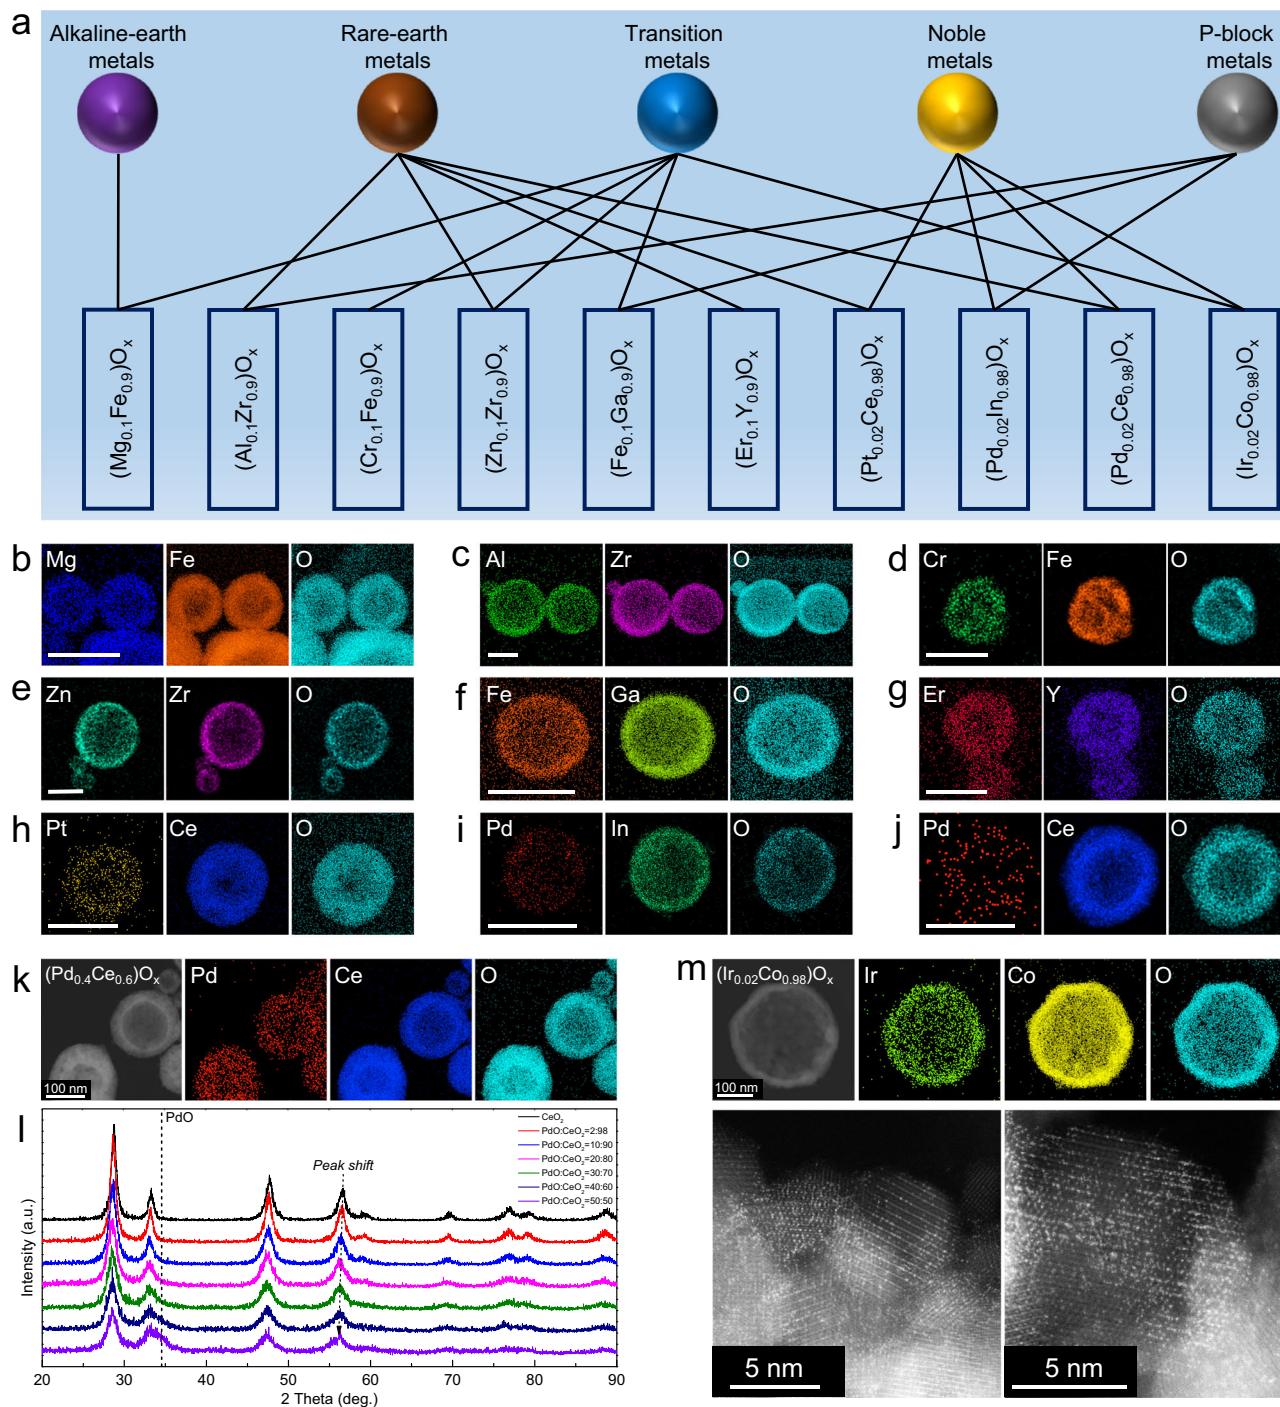 a
Alkaline-earth metals
Rare-earth metals
Transition metals
Noble metals
P-block metals
(Mg0.1Fe0.9)Ox
(Al0.1Zr0.9)Ox
(Cr0.1Fe0.9)Ox
(Zn0.1Zr0.9)Ox
(Fe0.1Ga0.9)Ox
(Er0.1Y0.9)Ox
(Pt0.02Ce0.98)Ox
(Pd0.02In0.98)Ox
(Pd0.02Ce0.98)Ox
(Ir0.02Co0.98)Ox
b Mg Fe O
c Al Zr O
d Cr Fe O
e Zn Zr O
f Fe Ga O
g Er Y O
h Pt Ce O
i Pd In O
j Pd Ce O
k (Pd0.4Ce0.6)Ox Pd Ce O
100 nm
m (Ir0.02Co0.98)Ox Ir Co O
100 nm
5 nm
5 nm
l
PdO
Peak shift
CeO2
PdO:CeO2=2:98
PdO:CeO2=10:90
PdO:CeO2=20:80
PdO:CeO2=30:70
PdO:CeO2=40:60
PdO:CeO2=50:50
Intensity (a.u.)
20 30 40 50 60 70 80 90
2 Theta (deg.)